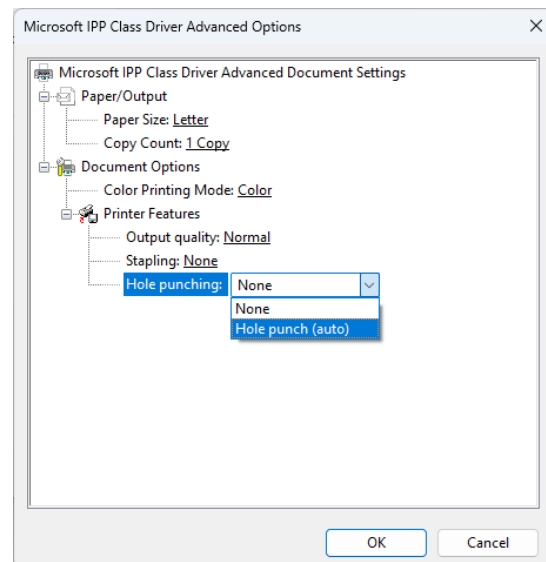 Microsoft IPP Class Driver Advanced Options
Microsoft IPP Class Driver Advanced Document Settings
Paper/Output
Paper Size: Letter
Copy Count: 1 Copy
Document Options
Color Printing Mode: Color
Printer Features
Output quality: Normal
Stapling: None
Hole punching: None
None
Hole punch (auto)
OK Cancel